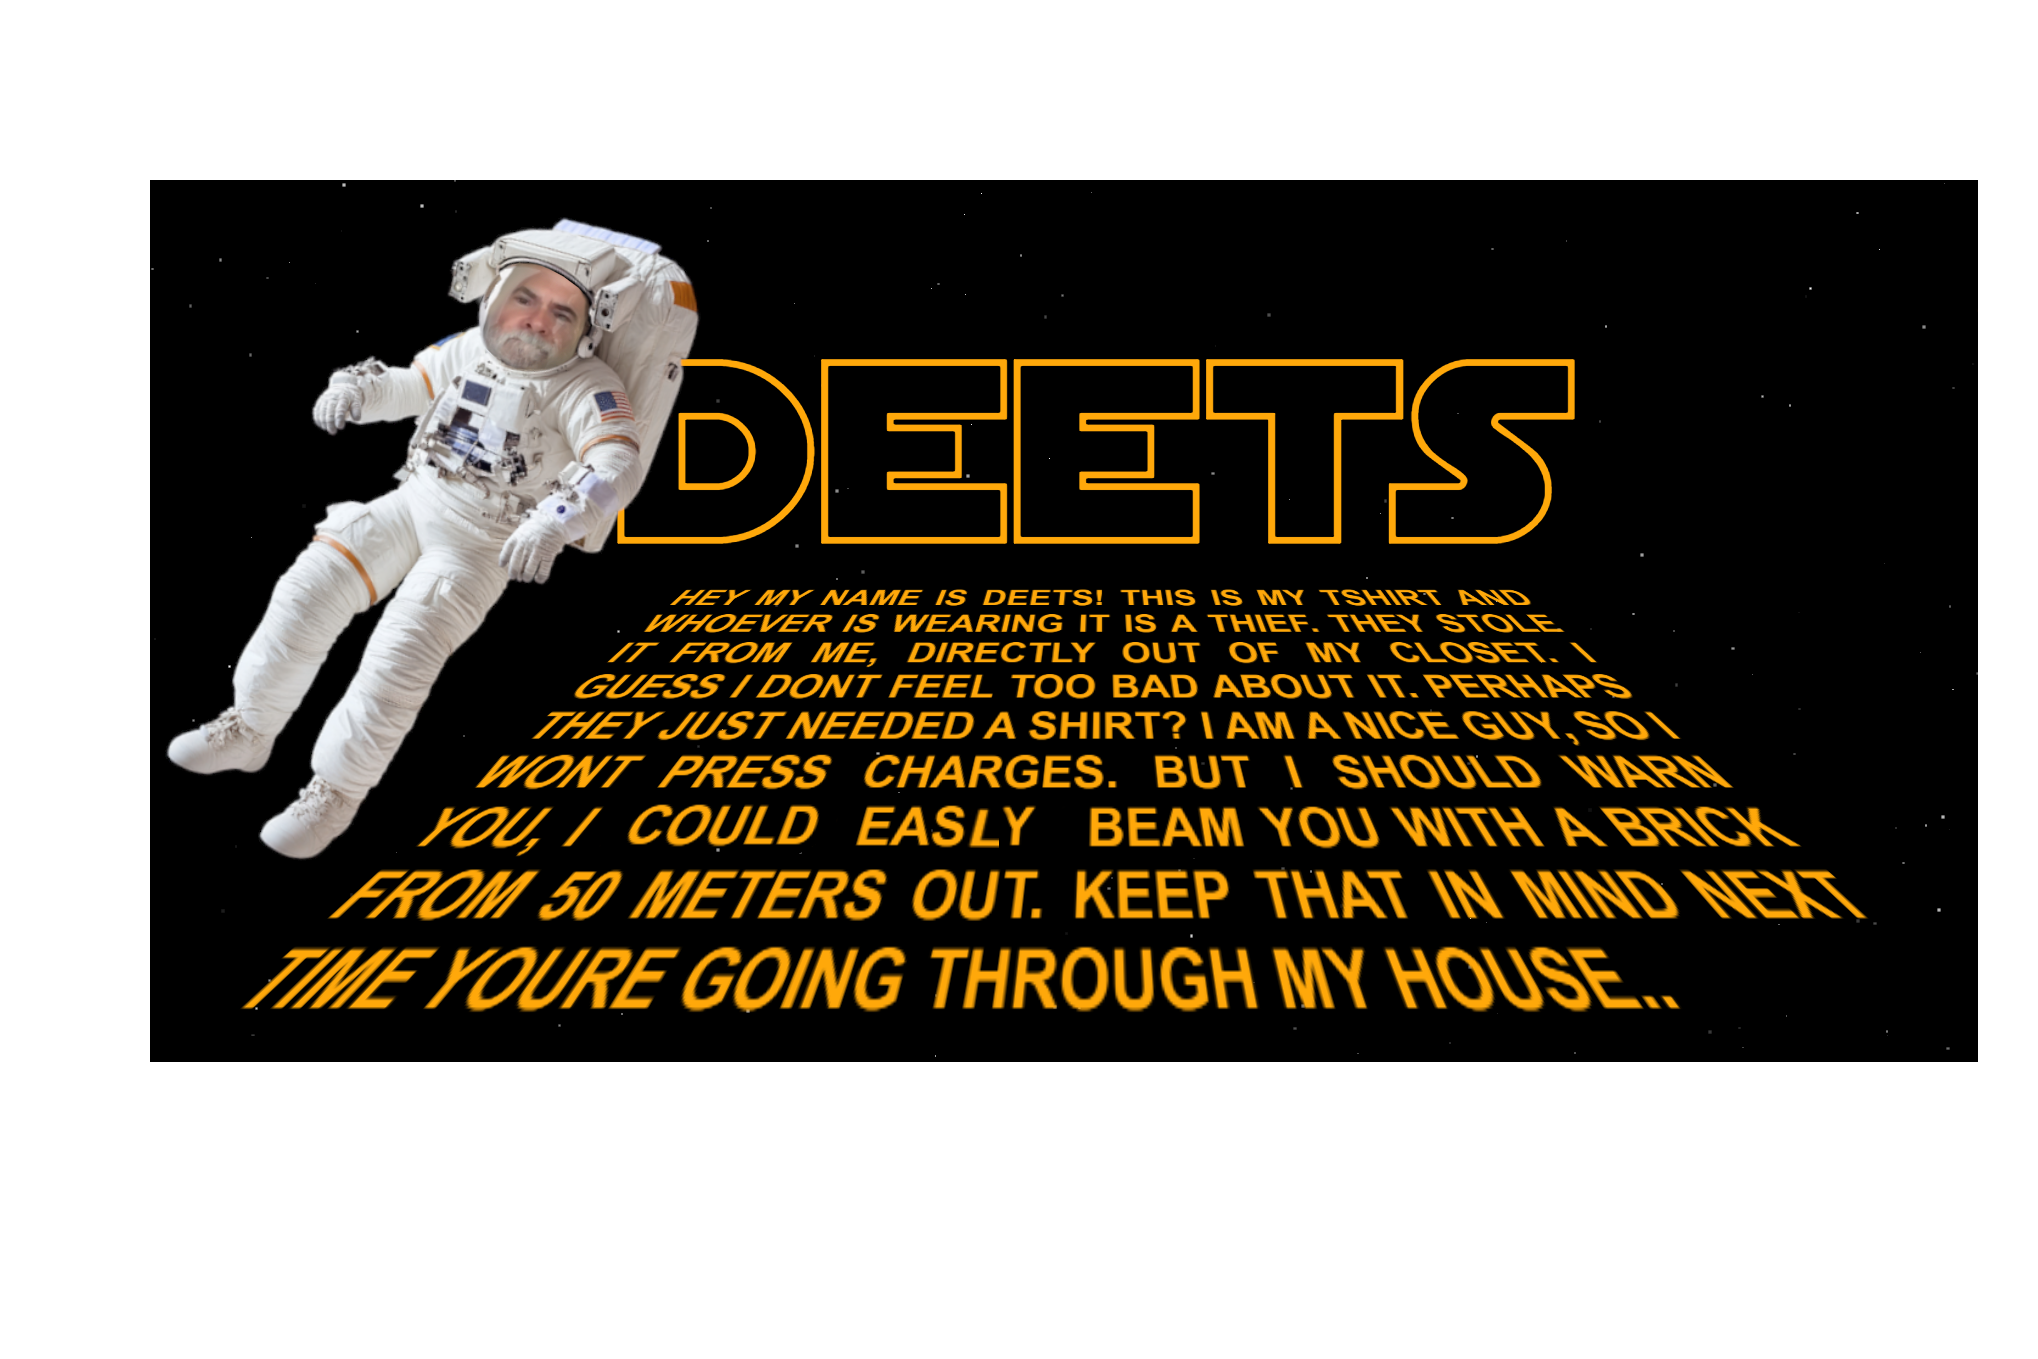 DEETS
HEY MY NAME IS DEETS! THIS IS MY TSHIRT AND
WHOEVER IS WEARING IT IS A THIEF. THEY STOLE
IT FROM ME, DIRECTLY OUT OF MY CLOSET. I
GUESS I DONT FEEL TOO BAD ABOUT IT. PERHAPS
THEY JUST NEEDED A SHIRT? I AM A NICE GUY, SO I
WONT PRESS CHARGES. BUT I SHOULD WARN
YOU, I COULD EASLY BEAM YOU WITH A BRICK
FROM 50 METERS OUT. KEEP THAT IN MIND NEXT
TIME YOURE GOING THROUGH MY HOUSE..